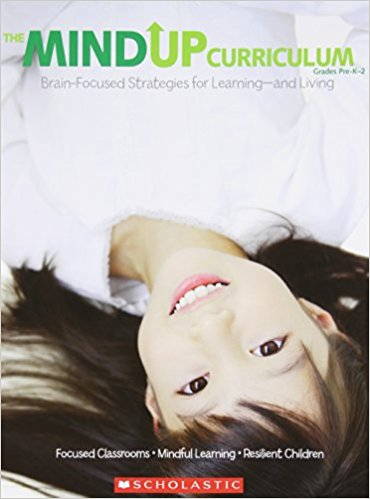 THE MINDUP CURRICULUM
Grades Pre-K–2
Brain-Focused Strategies for Learning—and Living
Focused Classrooms • Mindful Learning • Resilient Children
SCHOLASTIC